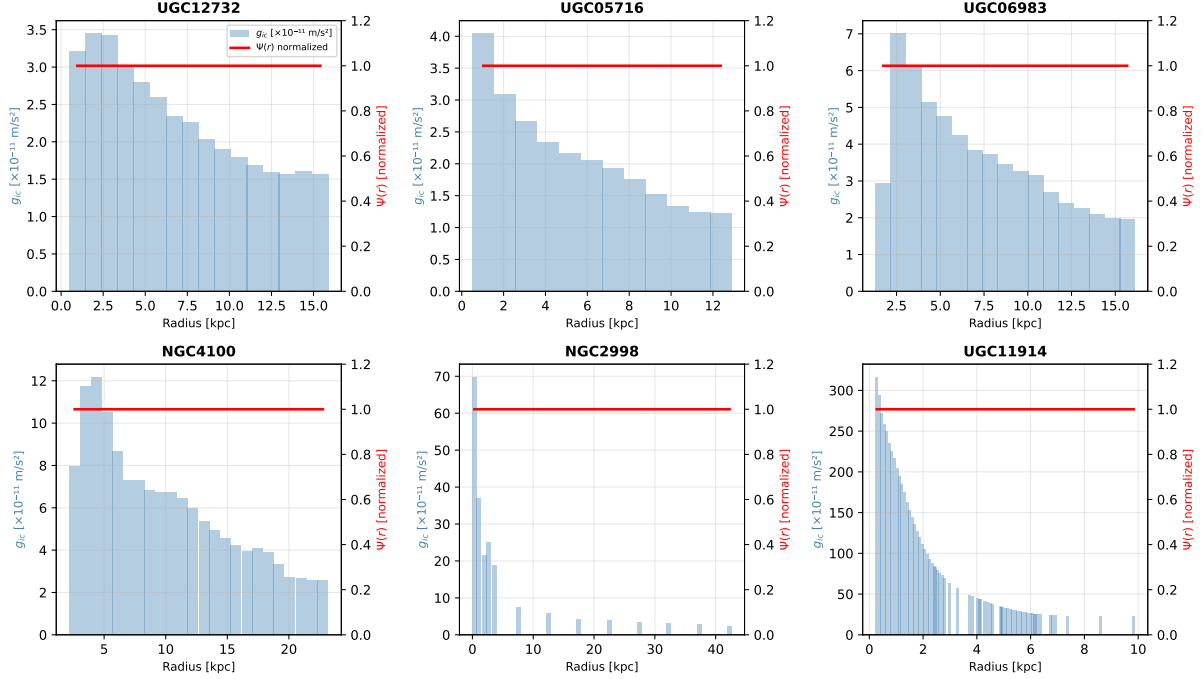 UGC12732
3.5
3.0
2.5
2.0
1.5
1.0
0.5
0.0
g_ic [×10⁻¹¹ m/s²]
g_ic [×10⁻¹¹ m/s²]
Ψ(r) normalized
1.2
1.0
0.8
0.6
0.4
0.2
0.0
Ψ(r) [normalized]
0.0 2.5 5.0 7.5 10.0 12.5 15.0
Radius [kpc]
UGC05716
4.0
3.5
3.0
2.5
2.0
1.5
1.0
0.5
0.0
g_ic [×10⁻¹¹ m/s²]
1.2
1.0
0.8
0.6
0.4
0.2
0.0
Ψ(r) [normalized]
0 2 4 6 8 10 12
Radius [kpc]
UGC06983
7
6
5
4
3
2
1
0
g_ic [×10⁻¹¹ m/s²]
1.2
1.0
0.8
0.6
0.4
0.2
0.0
Ψ(r) [normalized]
2.5 5.0 7.5 10.0 12.5 15.0
Radius [kpc]
NGC4100
12
10
8
6
4
2
0
g_ic [×10⁻¹¹ m/s²]
1.2
1.0
0.8
0.6
0.4
0.2
0.0
Ψ(r) [normalized]
5 10 15 20
Radius [kpc]
NGC2998
70
60
50
40
30
20
10
0
g_ic [×10⁻¹¹ m/s²]
1.2
1.0
0.8
0.6
0.4
0.2
0.0
Ψ(r) [normalized]
0 10 20 30 40
Radius [kpc]
UGC11914
300
250
200
150
100
50
0
g_ic [×10⁻¹¹ m/s²]
1.2
1.0
0.8
0.6
0.4
0.2
0.0
Ψ(r) [normalized]
0 2 4 6 8 10
Radius [kpc]